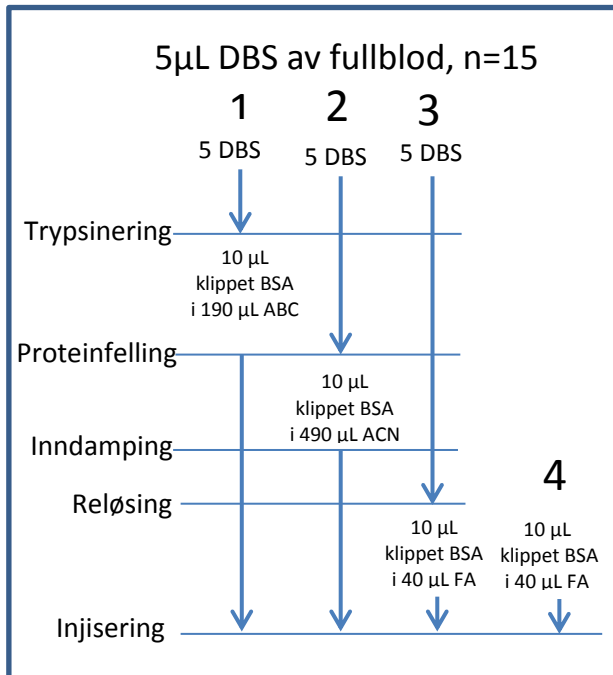 5µL DBS av fullblod, n=15
1
2
3
5 DBS
5 DBS
5 DBS
Trypsinering
10 µL
klippet BSA
i 190 µL ABC
Proteinfelling
10 µL
klippet BSA
i 490 µL ACN
Inndamping
Reløsing
4
10 µL
klippet BSA
i 40 µL FA
10 µL
klippet BSA
i 40 µL FA
Injisering